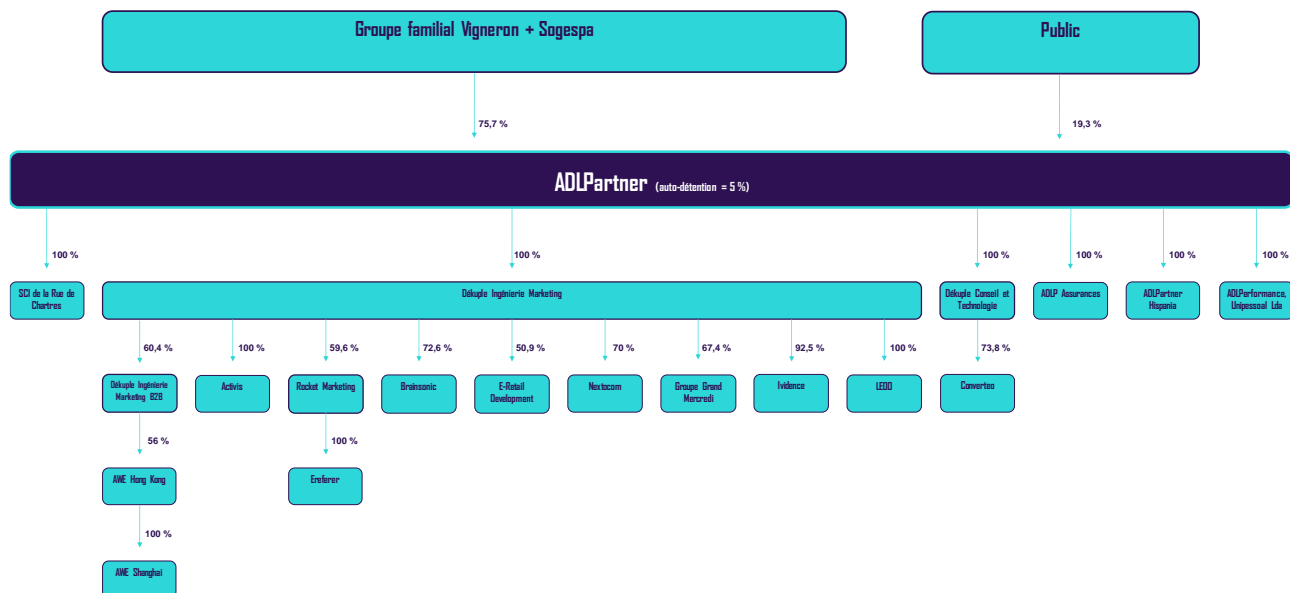 Groupe familial Vigneron + Sogespa
Public
75,7 %
19,3 %
ADLPartner (auto-détention = 5 %)
100 %
100 %
100 %
100 %
100 %
100 %
SCI de la Rue de
Chartres
Dékuple Ingénierie Marketing
Dékuple Conseil et
Technologie
ADLP Assurances
ADLPartner
Hispania
ADLPerformance,
Unipessoal Lda
60,4 %
100 %
59,6 %
72,6 %
50,9 %
70 %
67,4 %
92,5 %
100 %
73,8 %
Dékuple Ingénierie
Marketing B2B
Activis
Rocket Marketing
Brainsonic
E-Retail
Development
Nextocom
Groupe Grand
Mercredi
Ividence
LEOO
Converteo
56 %
100 %
AWE Hong Kong
Ereferer
100 %
AWE Shanghai